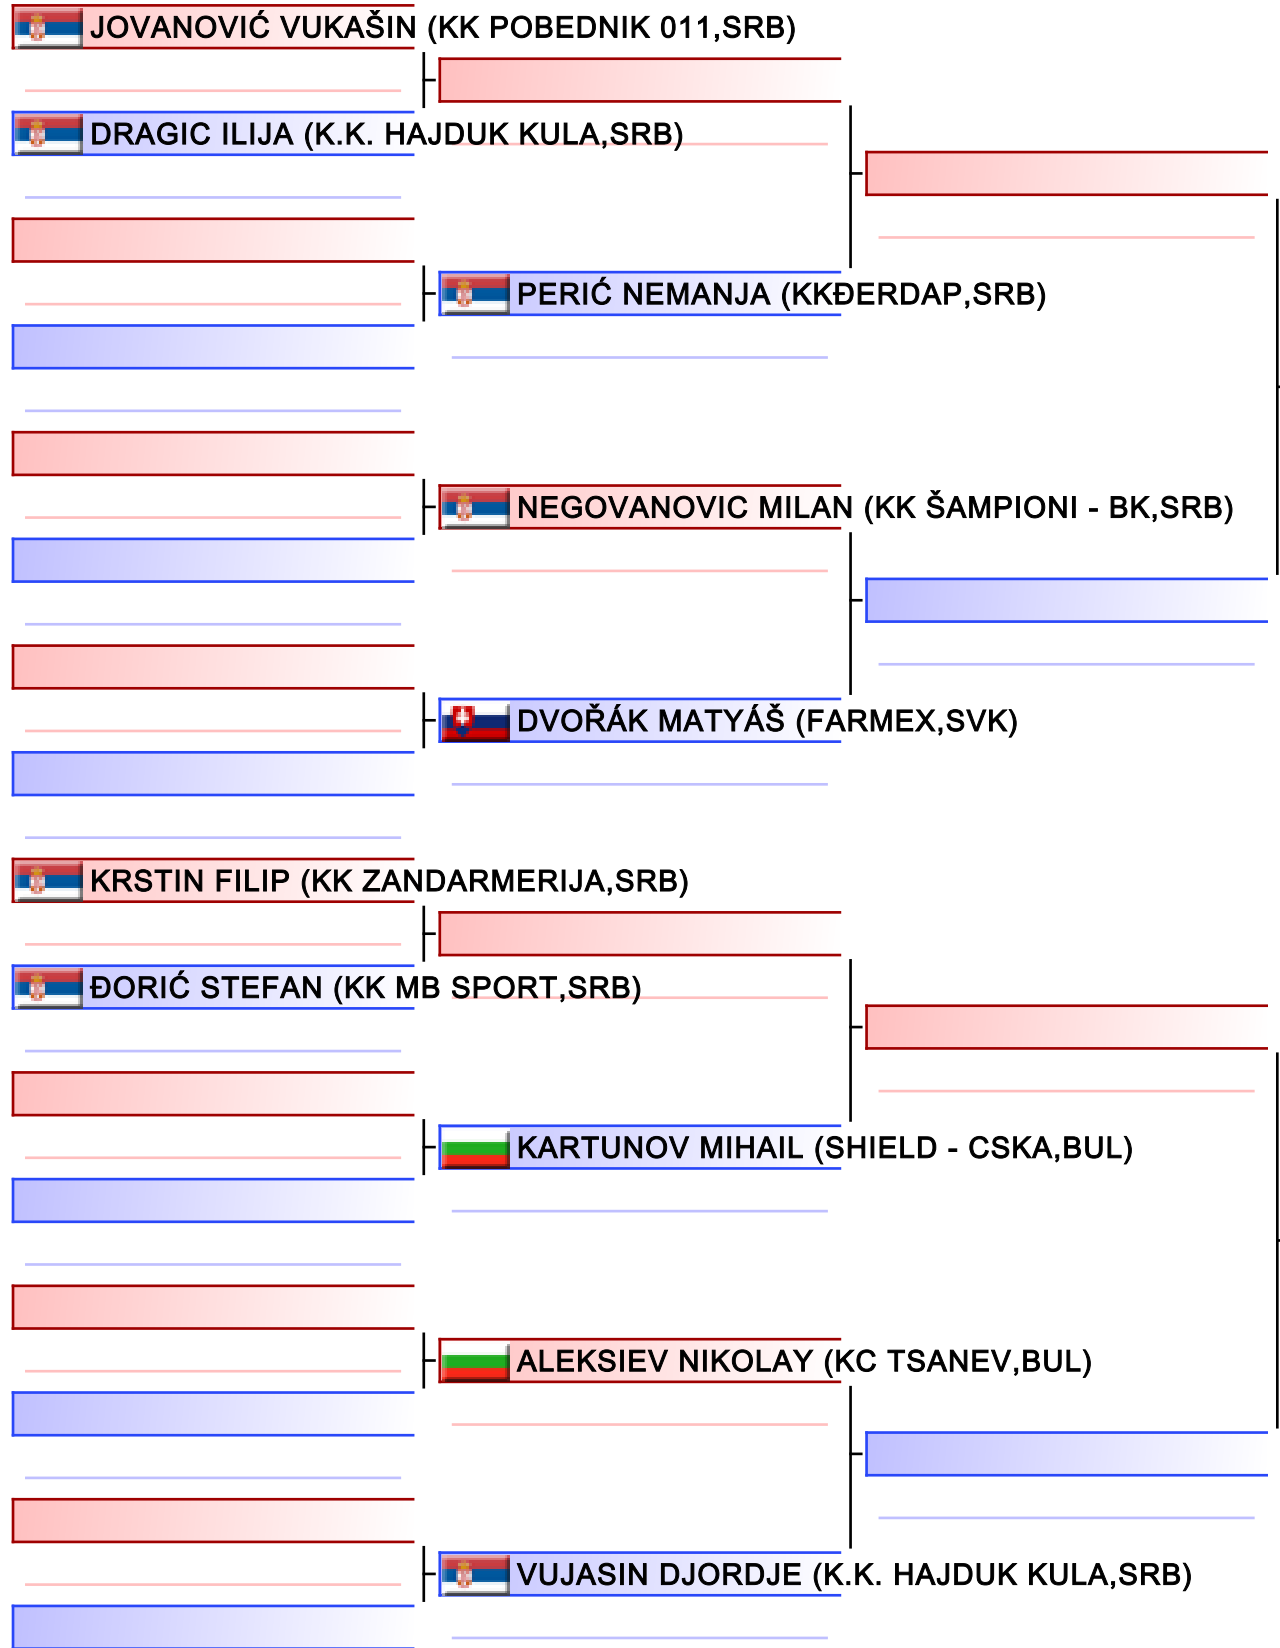 JOVANOVIĆ VUKAŠIN (KK POBEDNIK 011,SRB)
DRAGIC ILIJA (K.K. HAJDUK KULA,SRB)
PERIĆ NEMANJA (KKĐERDAP,SRB)
NEGOVANOVIC MILAN (KK ŠAMPIONI - BK,SRB)
DVOŘÁK MATYÁŠ (FARMEX,SVK)
KRSTIN FILIP (KK ZANDARMERIJA,SRB)
ĐORIĆ STEFAN (KK MB SPORT,SRB)
KARTUNOV MIHAIL (SHIELD - CSKA,BUL)
ALEKSIEV NIKOLAY (KC TSANEV,BUL)
VUJASIN DJORDJE (K.K. HAJDUK KULA,SRB)